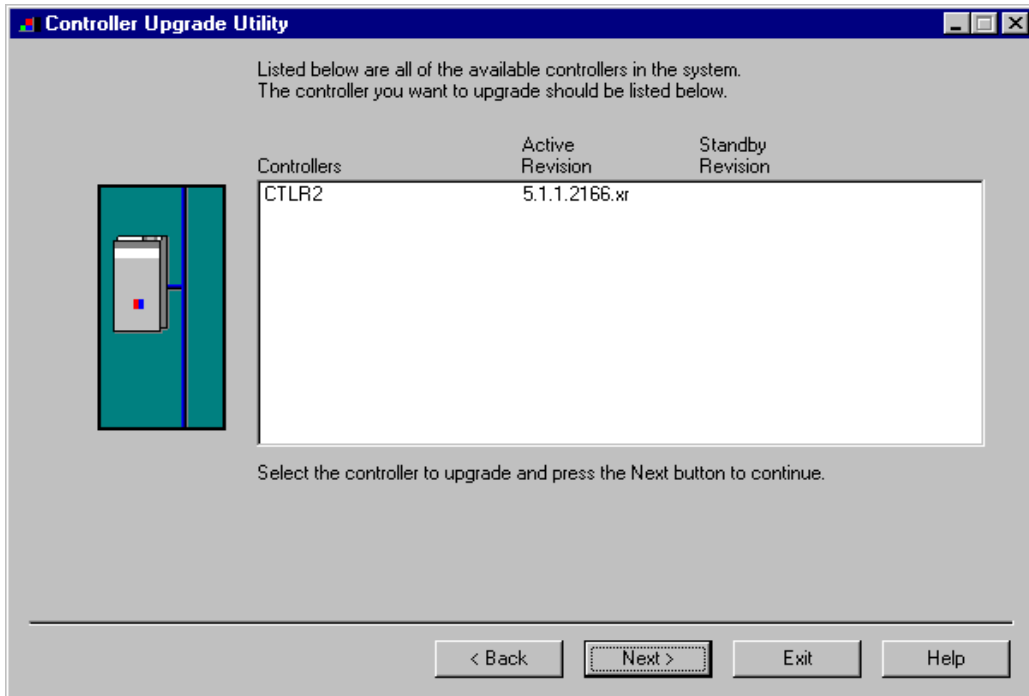 Controller Upgrade Utility
Listed below are all of the available controllers in the system.
The controller you want to upgrade should be listed below.
Active Standby
Controllers Revision Revision
CTLR2 5.1.1.2166.xr
Select the controller to upgrade and press the Next button to continue.
< Back Next > Exit Help